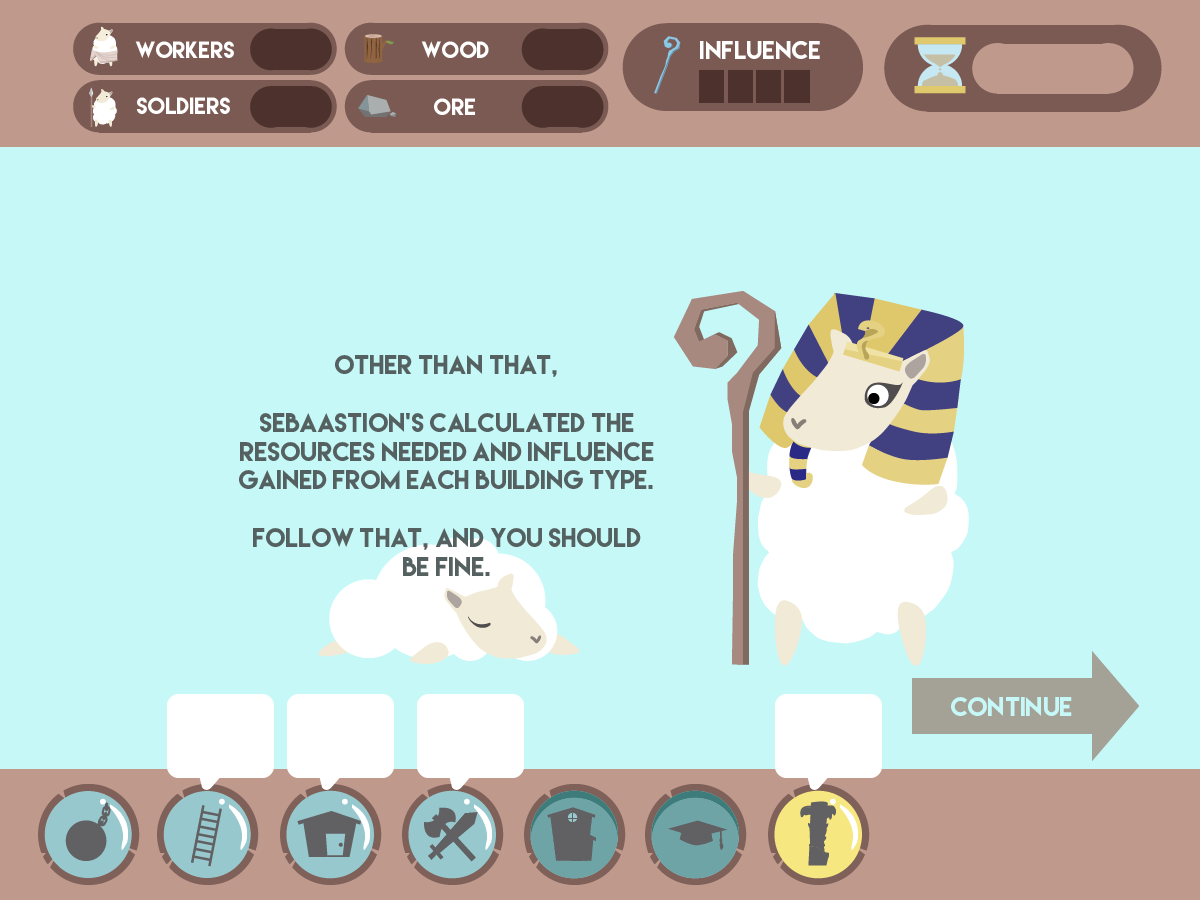 WORKERS
WOOD
INFLUENCE
SOLDIERS
ORE
OTHER THAN THAT,
SEBAASTION'S CALCULATED THE
RESOURCES NEEDED AND INFLUENCE
GAINED FROM EACH BUILDING TYPE.
FOLLOW THAT, AND YOU SHOULD
BE FINE.
CONTINUE